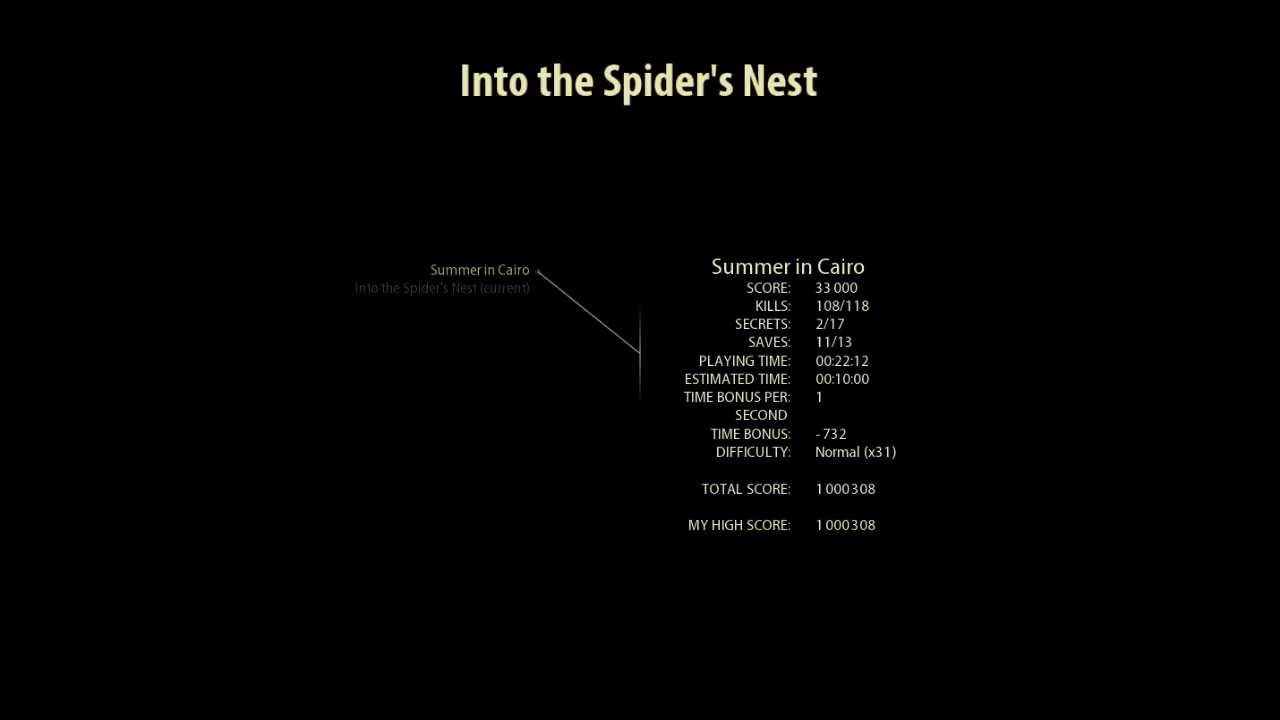 Into the Spider's Nest
Summer in Cairo
Into the Spider's Nest (current)
Summer in Cairo
SCORE: 33 000
KILLS: 108/118
SECRETS: 2/17
SAVES: 11/13
PLAYING TIME: 00:22:12
ESTIMATED TIME: 00:10:00
TIME BONUS PER: 1
SECOND
TIME BONUS: - 732
DIFFICULTY: Normal (x31)
TOTAL SCORE: 1 000 308
MY HIGH SCORE: 1 000 308